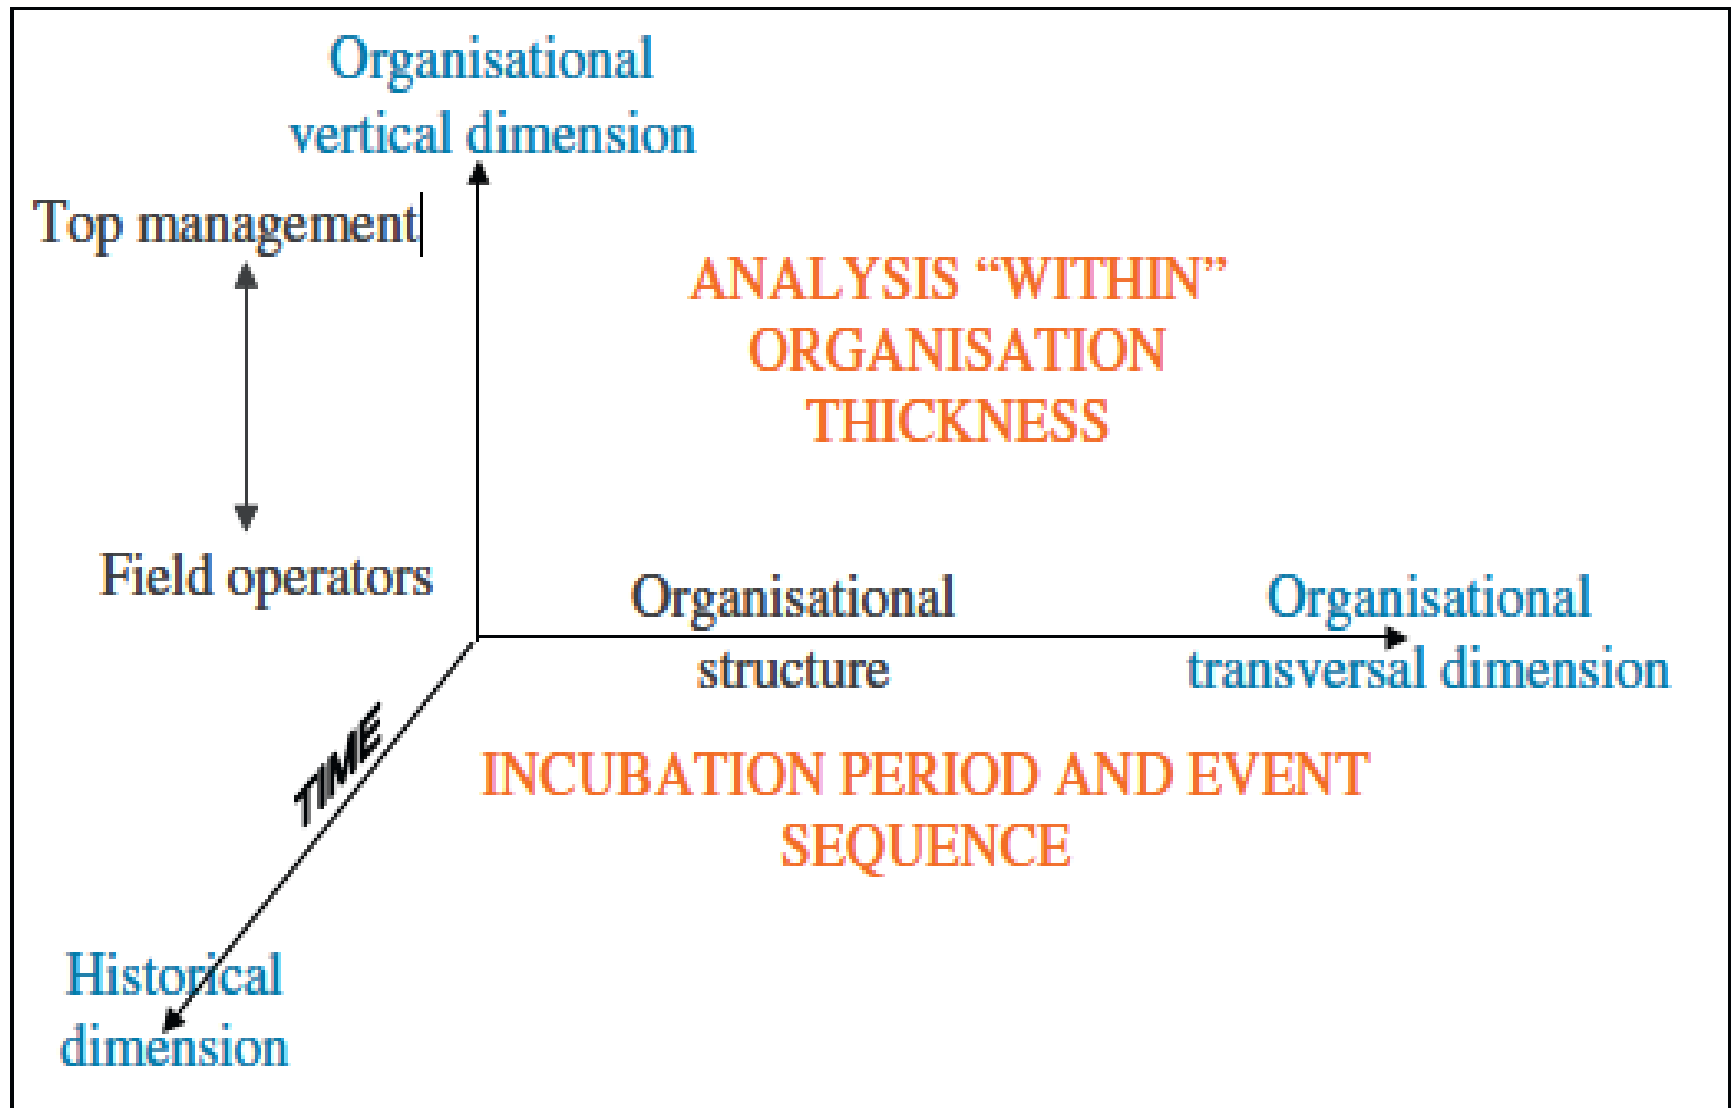 Organisational
vertical dimension
Top management
ANALYSIS “WITHIN”
ORGANISATION
THICKNESS
Field operators
Organisational
structure
Organisational
transversal dimension
TIME
INCUBATION PERIOD AND EVENT
SEQUENCE
Historical
dimension